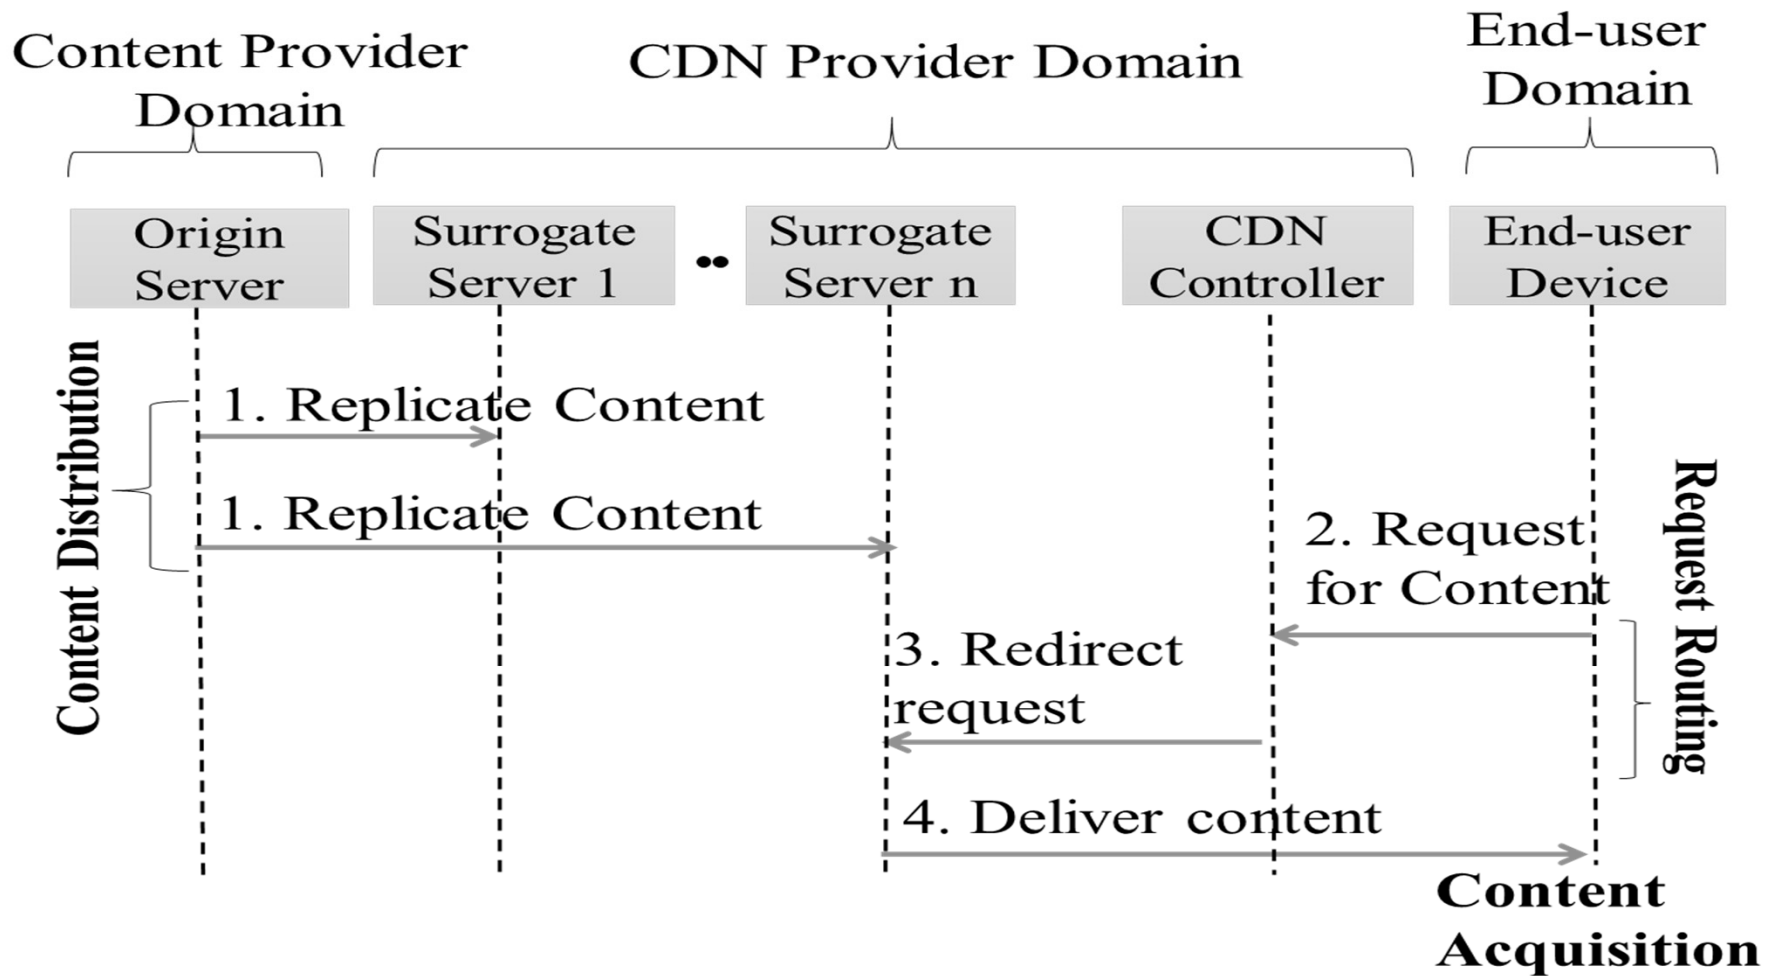 Content Provider
Domain
CDN Provider Domain
End-user
Domain
Origin
Server
Surrogate
Server 1
••
Surrogate
Server n
CDN
Controller
End-user
Device
Content Distribution
1. Replicate Content
1. Replicate Content
2. Request
for Content
Request Routing
3. Redirect
request
4. Deliver content
Content
Acquisition